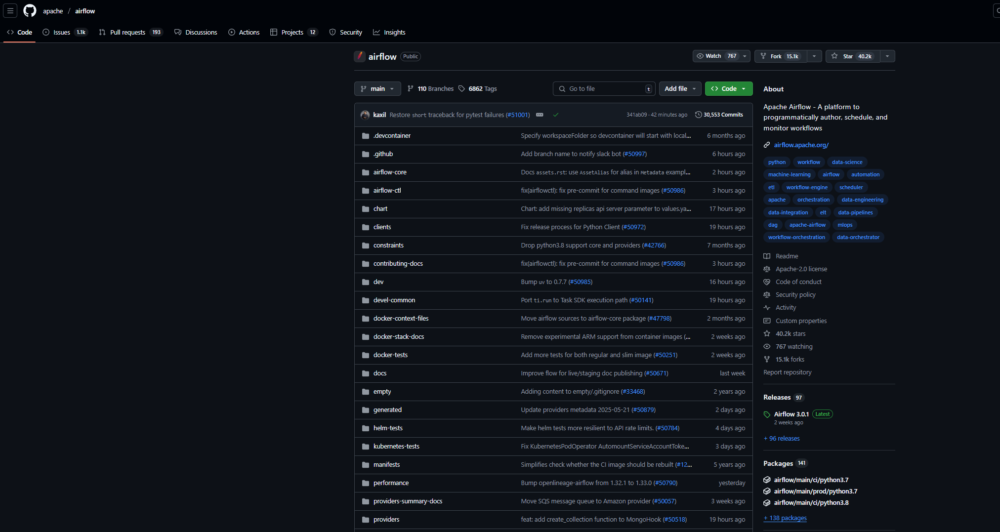 apache / airflow
Code Issues 1.1k Pull requests 193 Discussions Actions Projects 12 Security Insights
airflow Public Watch 767 Fork 15.1k Star 40.2k
main 110 Branches 6862 Tags Go to file t Add file Code
kaxil Restore short traceback for pytest failures (#51001) 341ab09 · 42 minutes ago 30,553 Commits
.devcontainer Specify workspaceFolder so devcontainer will start with local... 6 months ago
.github Add branch name to notify slack bot (#50997) 6 hours ago
airflow-core Docs assets.rst: use AssetAlias for alias in Metadata exampl... 2 hours ago
airflow-ctl fix(airflowctl): fix pre-commit for command images (#50986) 3 hours ago
chart Chart: add missing replicas api server parameter to values.ya... 17 hours ago
clients Fix release process for Python Client (#50972) 19 hours ago
constraints Drop python3.8 support core and providers (#42766) 7 months ago
contributing-docs fix(airflowctl): fix pre-commit for command images (#50986) 3 hours ago
dev Bump uv to 0.7.7 (#50985) 16 hours ago
devel-common Port ti.run to Task SDK execution path (#50141) 19 hours ago
docker-context-files Move airflow sources to airflow-core package (#47798) 2 months ago
docker-stack-docs Remove experimental ARM support from container images (... 2 weeks ago
docker-tests Add more tests for both regular and slim image (#50251) 2 weeks ago
docs Improve flow for live/staging doc publishing (#50671) last week
empty Adding content to empty/.gitignore (#33468) 2 years ago
generated Update providers metadata 2025-05-21 (#50879) 2 days ago
helm-tests Make helm tests more resilient to API rate limits. (#50784) 4 days ago
kubernetes-tests Fix KubernetesPodOperator AutomountServiceAccountToke... 3 days ago
manifests Simplifies check whether the CI image should be rebuilt (#12... 5 years ago
performance Bump openlineage-airflow from 1.32.1 to 1.33.0 (#50790) yesterday
providers-summary-docs Move SQS message queue to Amazon provider (#50057) 3 weeks ago
providers feat: add create_collection function to MongoHook (#50518) 19 hours ago
About
Apache Airflow - A platform to
programmatically author, schedule, and
monitor workflows
airflow.apache.org/
python workflow data-science
machine-learning airflow automation
etl workflow-engine scheduler
apache orchestration data-engineering
data-integration elt data-pipelines
dag apache-airflow mlops
workflow-orchestration data-orchestrator
Readme
Apache-2.0 license
Code of conduct
Security policy
Activity
Custom properties
40.2k stars
767 watching
15.1k forks
Report repository
Releases 97
Airflow 3.0.1 Latest
2 weeks ago
+ 96 releases
Packages 141
airflow/main/ci/python3.7
airflow/main/prod/python3.7
airflow/main/ci/python3.8
+ 138 packages